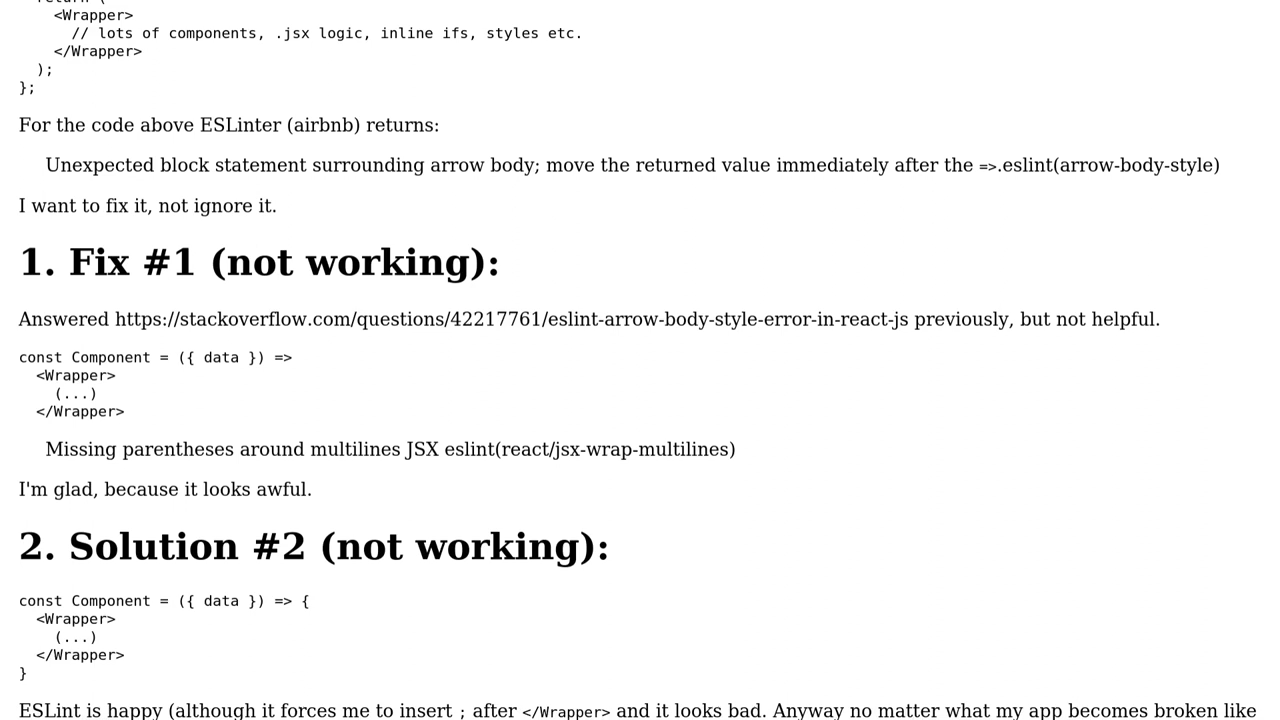 return (
<Wrapper>
// lots of components, .jsx logic, inline ifs, styles etc.
</Wrapper>
);
};
For the code above ESLinter (airbnb) returns:
Unexpected block statement surrounding arrow body; move the returned value immediately after the =>.eslint(arrow-body-style)
I want to fix it, not ignore it.
1. Fix #1 (not working):
Answered https://stackoverflow.com/questions/42217761/eslint-arrow-body-style-error-in-react-js previously, but not helpful.
const Component = ({ data }) =>
<Wrapper>
(...)
</Wrapper>
Missing parentheses around multilines JSX eslint(react/jsx-wrap-multilines)
I'm glad, because it looks awful.
2. Solution #2 (not working):
const Component = ({ data }) => {
<Wrapper>
(...)
</Wrapper>
}
ESLint is happy (although it forces me to insert ; after </Wrapper> and it looks bad. Anyway no matter what my app becomes broken like